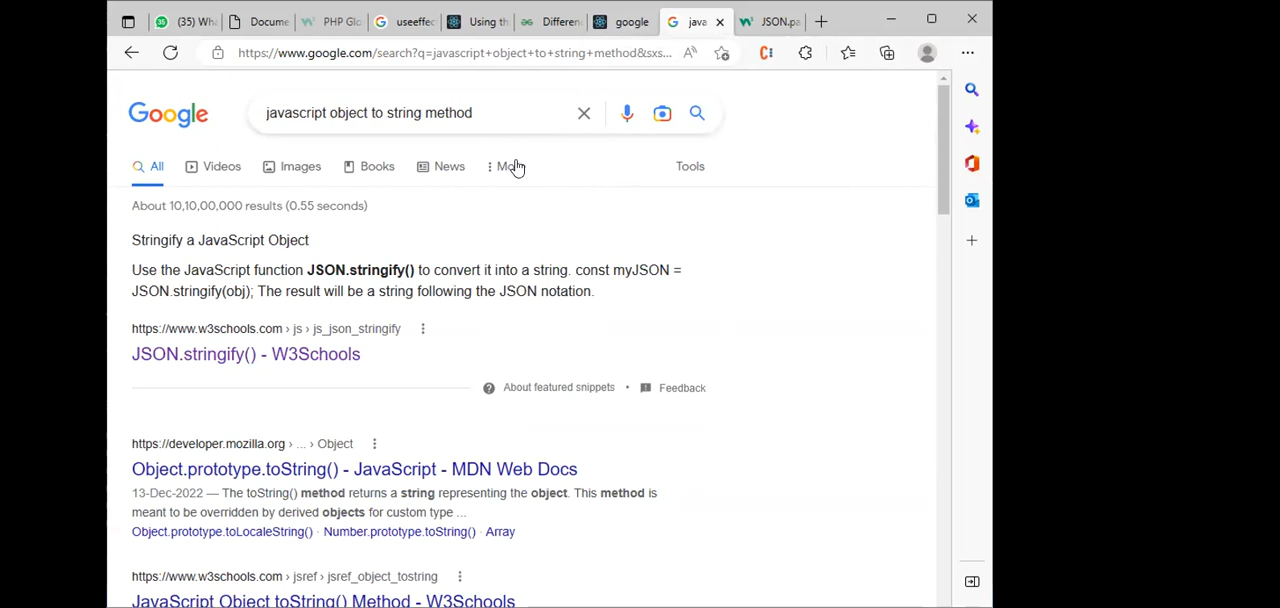 (35) Wha
Docume
PHP Glo
useeffec
Using th
Differen
google
java
JSON.pa
https://www.google.com/search?q=javascript+object+to+string+method&sxs...
Google
javascript object to string method
All
Videos
Images
Books
News
Mo
Tools
About 10,10,00,000 results (0.55 seconds)
Stringify a JavaScript Object
Use the JavaScript function JSON.stringify() to convert it into a string. const myJSON =
JSON.stringify(obj); The result will be a string following the JSON notation.
https://www.w3schools.com › js › js_json_stringify
JSON.stringify() - W3Schools
About featured snippets • Feedback
https://developer.mozilla.org › ... › Object
Object.prototype.toString() - JavaScript - MDN Web Docs
13-Dec-2022 — The toString() method returns a string representing the object. This method is
meant to be overridden by derived objects for custom type ...
Object.prototype.toLocaleString() · Number.prototype.toString() · Array
https://www.w3schools.com › jsref › jsref_object_tostring
JavaScript Object toString() Method - W3Schools